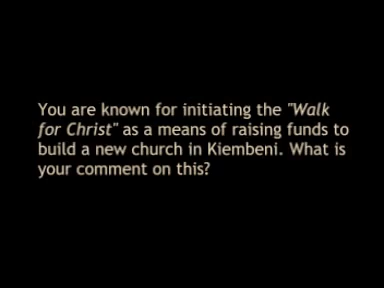 You are known for initiating the "Walk
for Christ" as a means of raising funds to
build a new church in Kiembeni. What is
your comment on this?